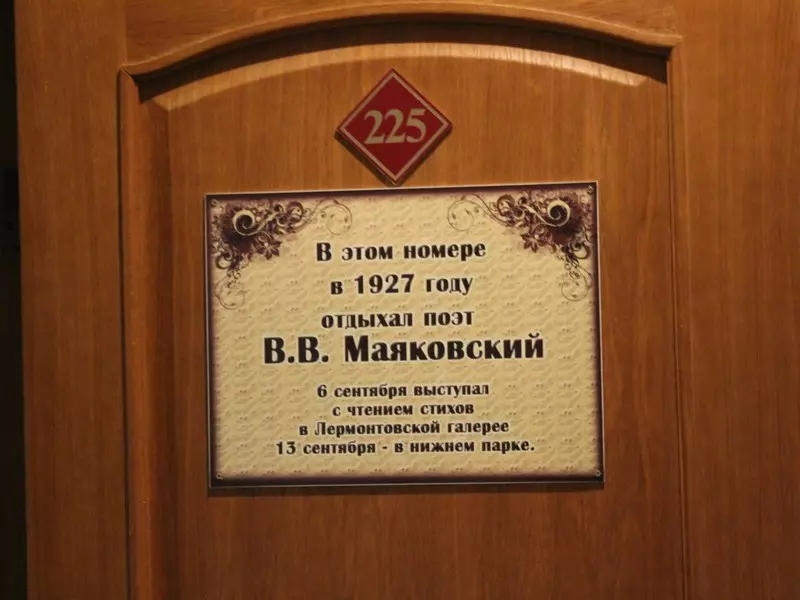 225
В этом номере
в 1927 году
отдыхал поэт
В.В. Маяковский
6 сентября выступал
с чтением стихов
в Лермонтовской галерее
13 сентября - в нижнем парке.